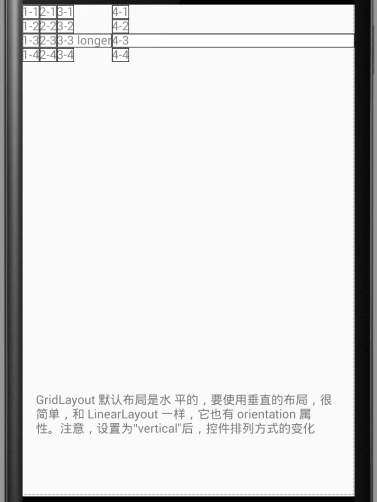 1-1 2-1 3-1 4-1
1-2 2-2 3-2 4-2
1-3 2-3 3-3 longer 4-3
1-4 2-4 3-4 4-4
GridLayout 默认布局是水 平的，要使用垂直的布局，很
简单，和 LinearLayout 一样，它也有 orientation 属
性。注意，设置为“vertical”后，控件排列方式的变化